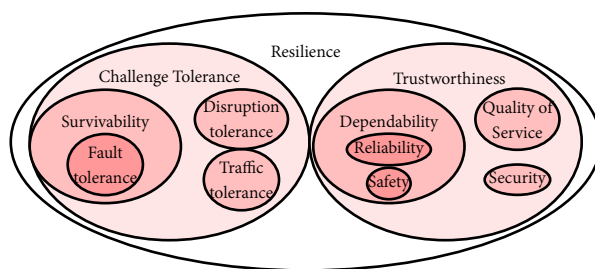 Resilience
Challenge Tolerance
Trustworthiness
Survivability
Fault
tolerance
Disruption
tolerance
Traffic
tolerance
Dependability
Reliability
Safety
Quality of
Service
Security